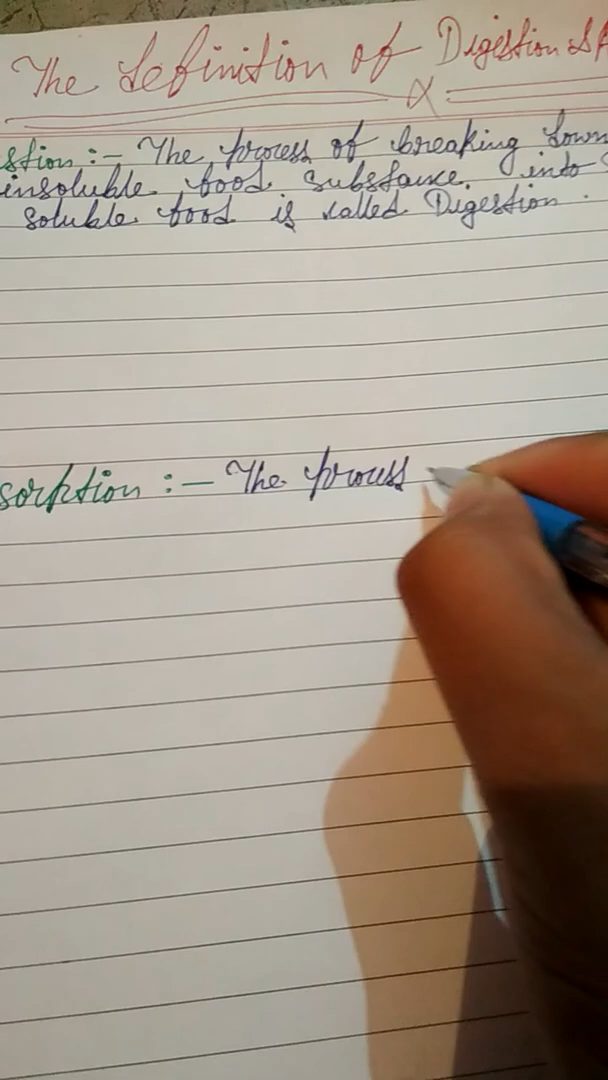 The Definition of Digestion &
stion :- The process of breaking down
insoluble food substance into
soluble food is called Digestion.
sorption :- The process